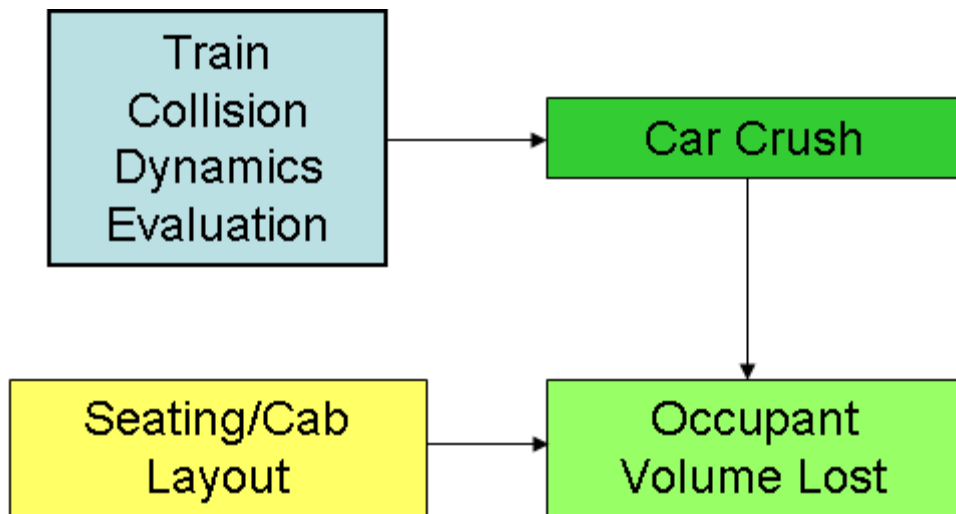 Train
Collision
Dynamics
Evaluation
Car Crush
Seating/Cab
Layout
Occupant
Volume Lost